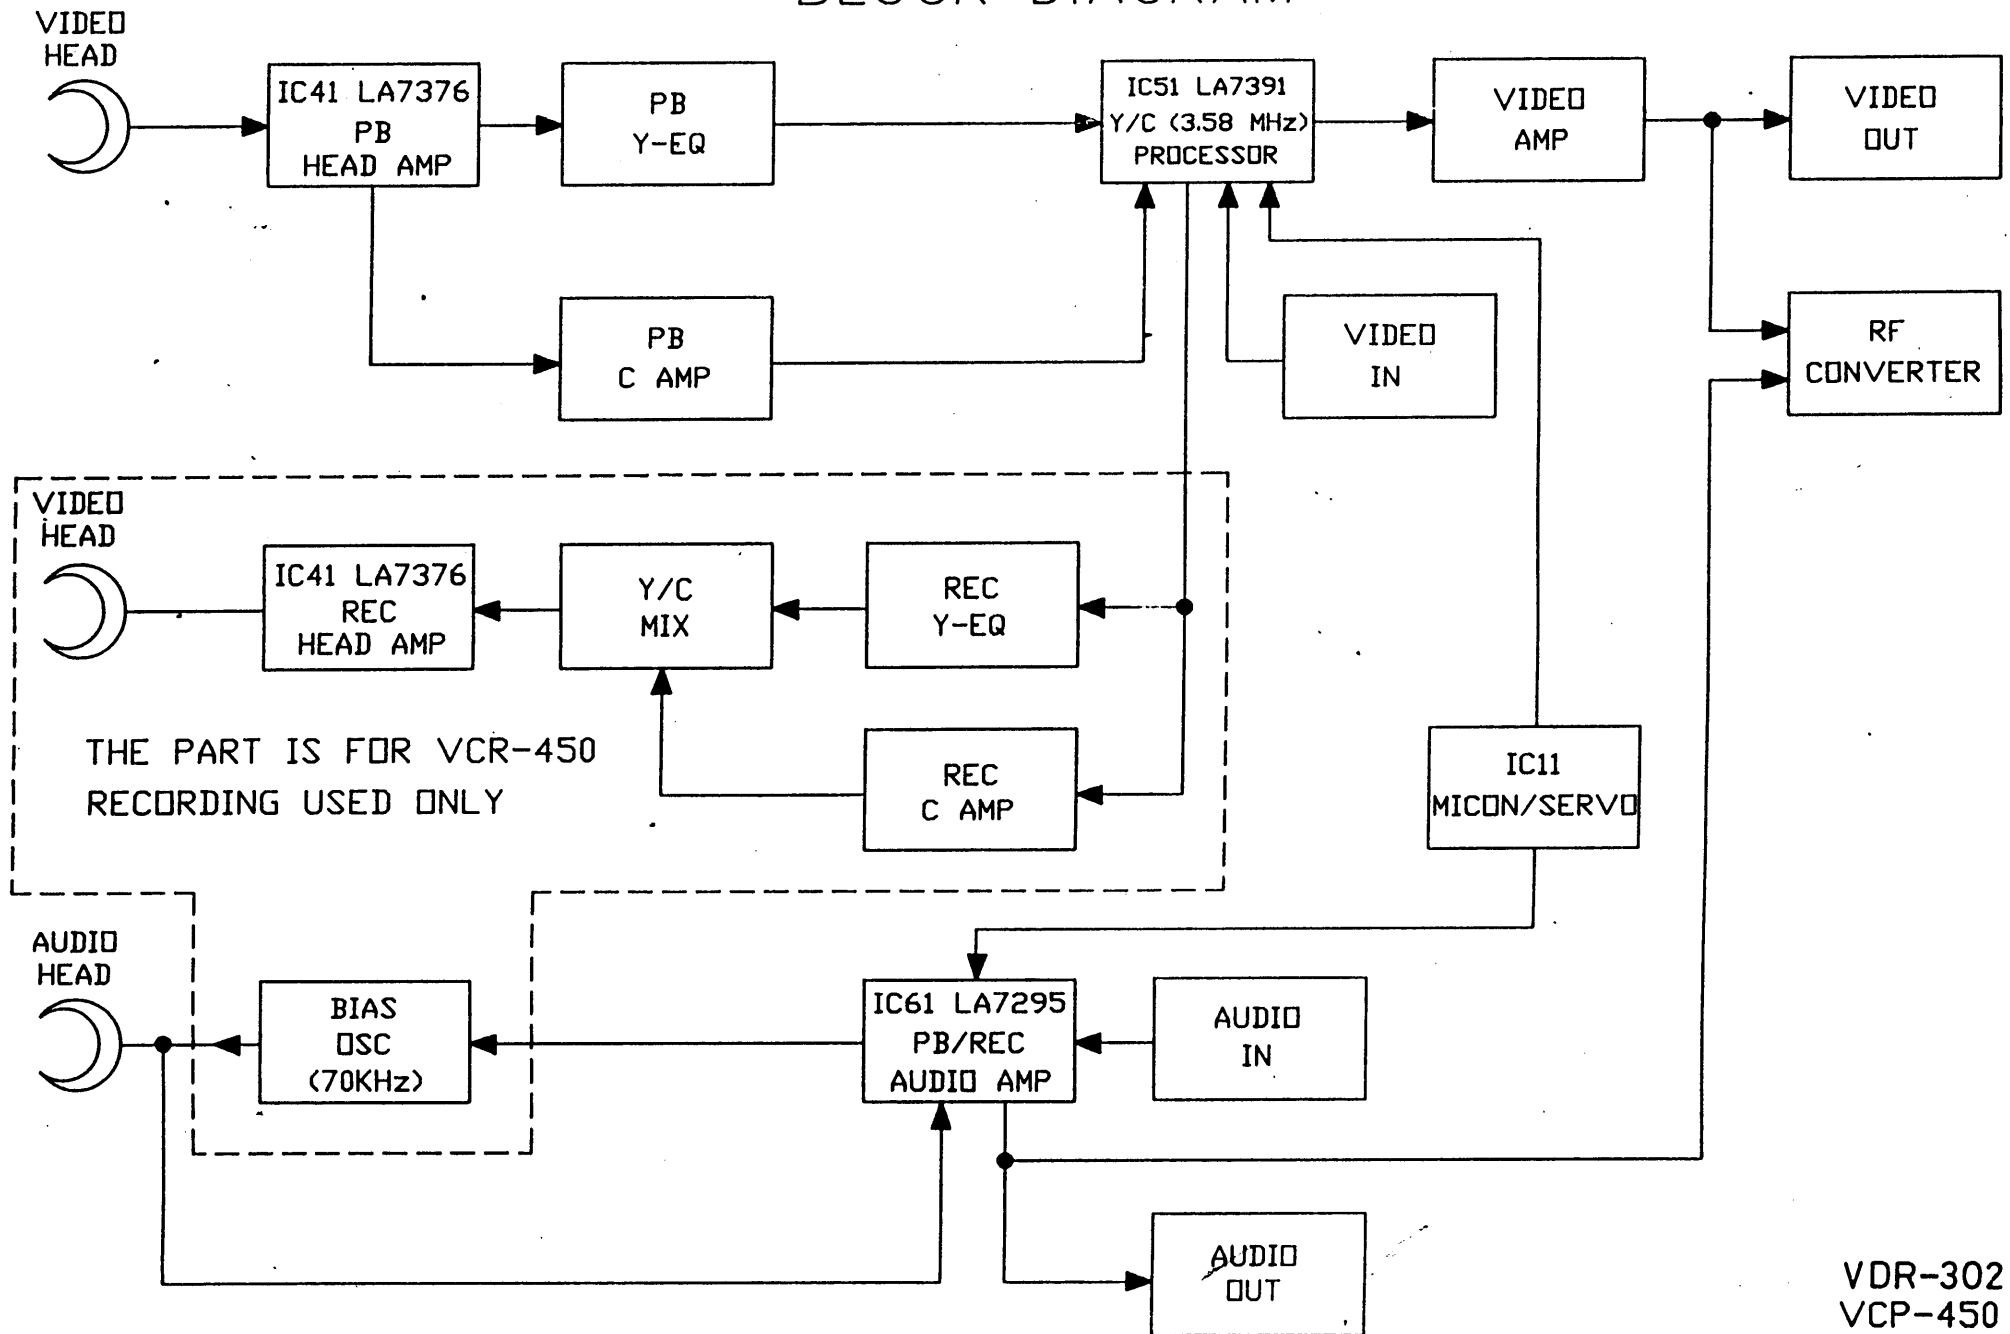 BLOCK DIAGRAM
VIDEO
HEAD
IC41 LA7376
PB
HEAD AMP
PB
Y-EQ
IC51 LA7391
Y/C (3.58 MHz)
PROCESSOR
VIDEO
AMP
VIDEO
OUT
PB
C AMP
VIDEO
IN
RF
CONVERTER
VIDEO
HEAD
IC41 LA7376
REC
HEAD AMP
Y/C
MIX
REC
Y-EQ
THE PART IS FOR VCR-450
RECORDING USED ONLY
REC
C AMP
IC11
MICON/SERVO
AUDIO
HEAD
BIAS
OSC
(70KHz)
IC61 LA7295
PB/REC
AUDIO AMP
AUDIO
IN
AUDIO
OUT
VDR-302
VCP-450